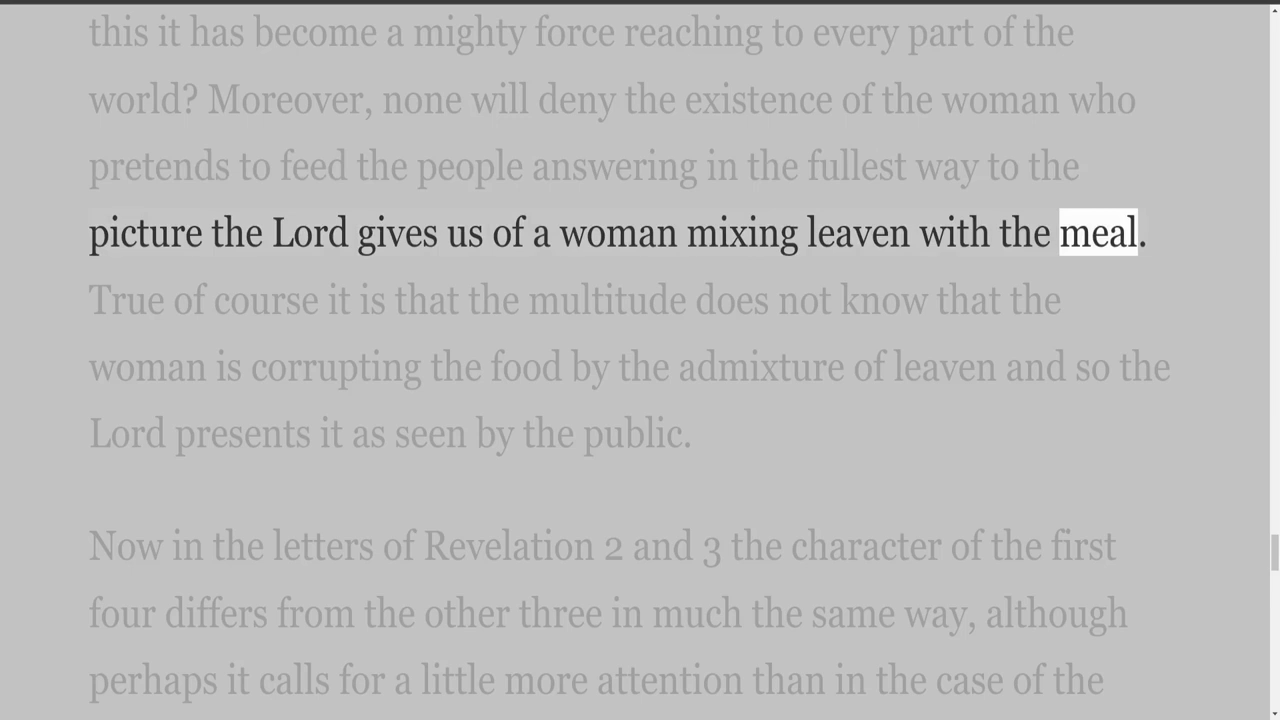 this it has become a mighty force reaching to every part of the
world? Moreover, none will deny the existence of the woman who
pretends to feed the people answering in the fullest way to the
picture the Lord gives us of a woman mixing leaven with the meal.
True of course it is that the multitude does not know that the
woman is corrupting the food by the admixture of leaven and so the
Lord presents it as seen by the public.
Now in the letters of Revelation 2 and 3 the character of the first
four differs from the other three in much the same way, although
perhaps it calls for a little more attention than in the case of the